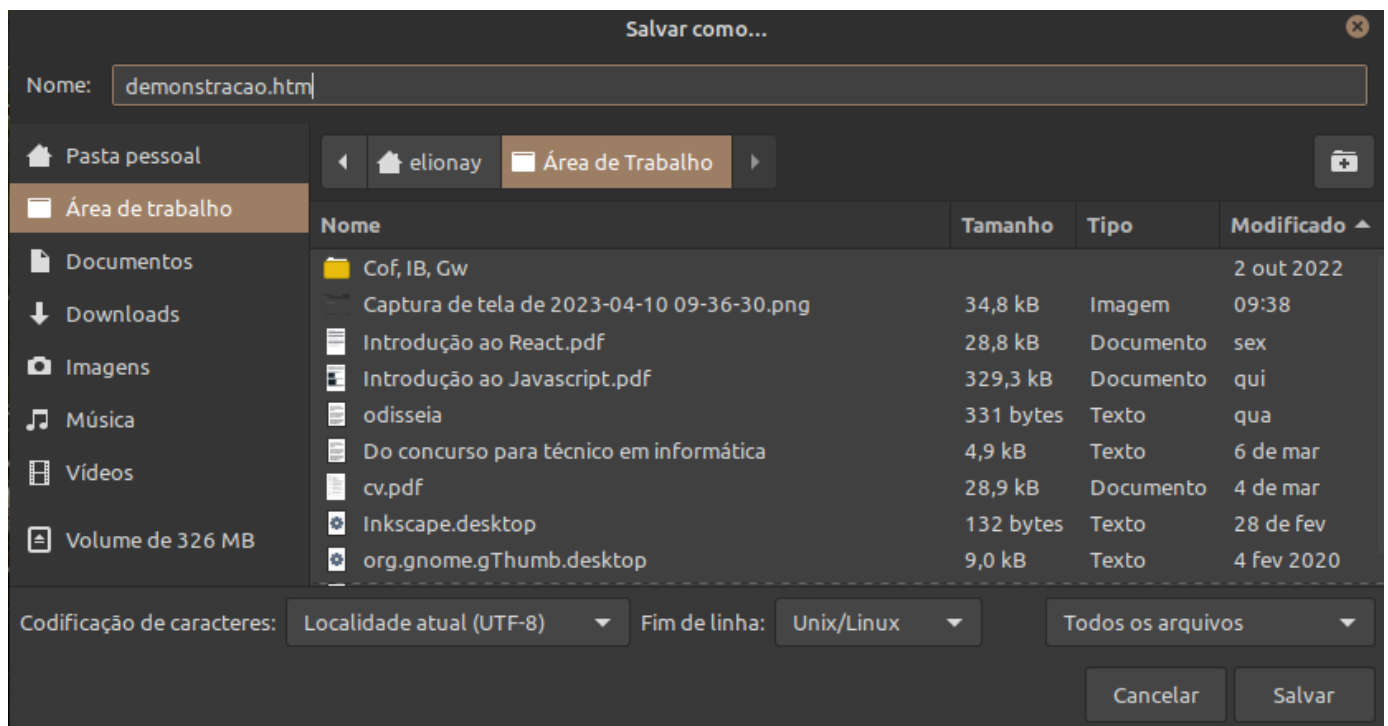 Salvar como...
Nome: demonstracao.htm
Pasta pessoal
Área de trabalho
Documentos
Downloads
Imagens
Música
Vídeos
Volume de 326 MB
elionay Área de Trabalho
Nome Tamanho Tipo Modificado
Cof, IB, Gw 2 out 2022
Captura de tela de 2023-04-10 09-36-30.png 34,8 kB Imagem 09:38
Introdução ao React.pdf 28,8 kB Documento sex
Introdução ao Javascript.pdf 329,3 kB Documento qui
odisseia 331 bytes Texto qua
Do concurso para técnico em informática 4,9 kB Texto 6 de mar
cv.pdf 28,9 kB Documento 4 de mar
Inkscape.desktop 132 bytes Texto 28 de fev
org.gnome.gThumb.desktop 9,0 kB Texto 4 fev 2020
Codificação de caracteres: Localidade atual (UTF-8) Fim de linha: Unix/Linux Todos os arquivos
Cancelar Salvar